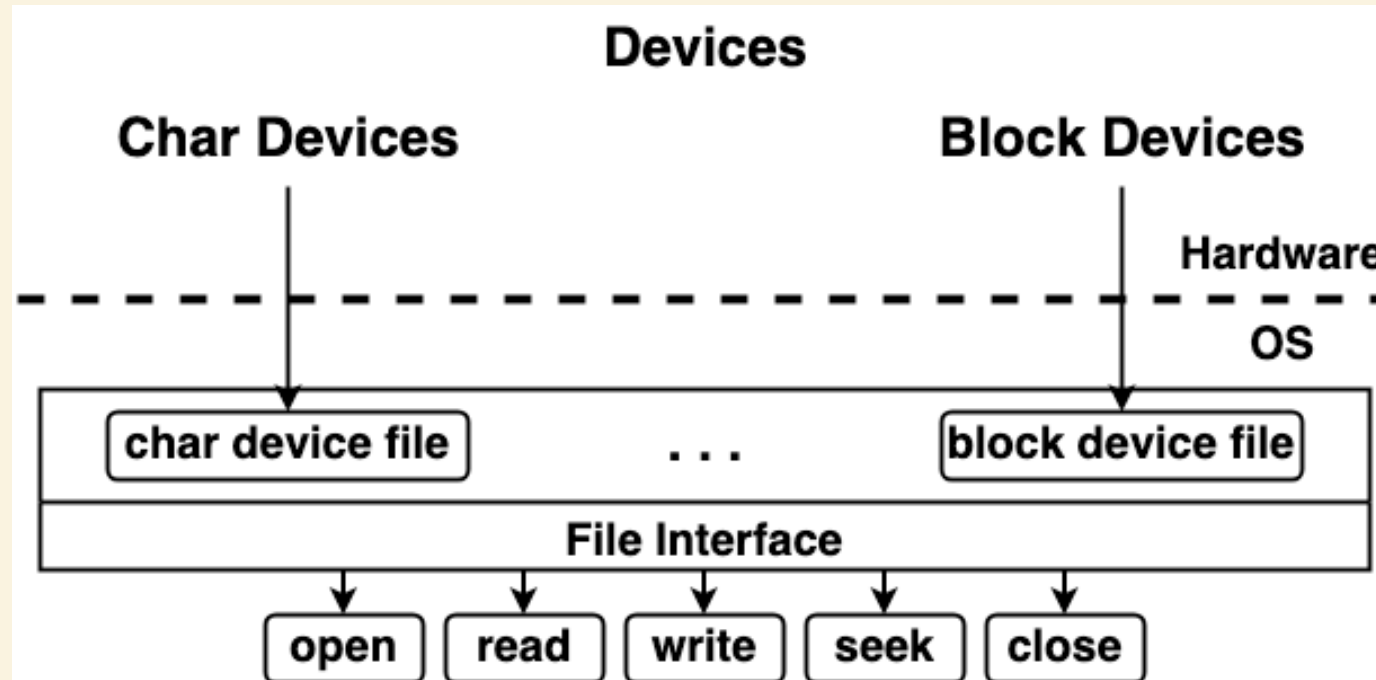 Devices
Char Devices Block Devices
Hardware
OS
char device file ... block device file
File Interface
open read write seek close